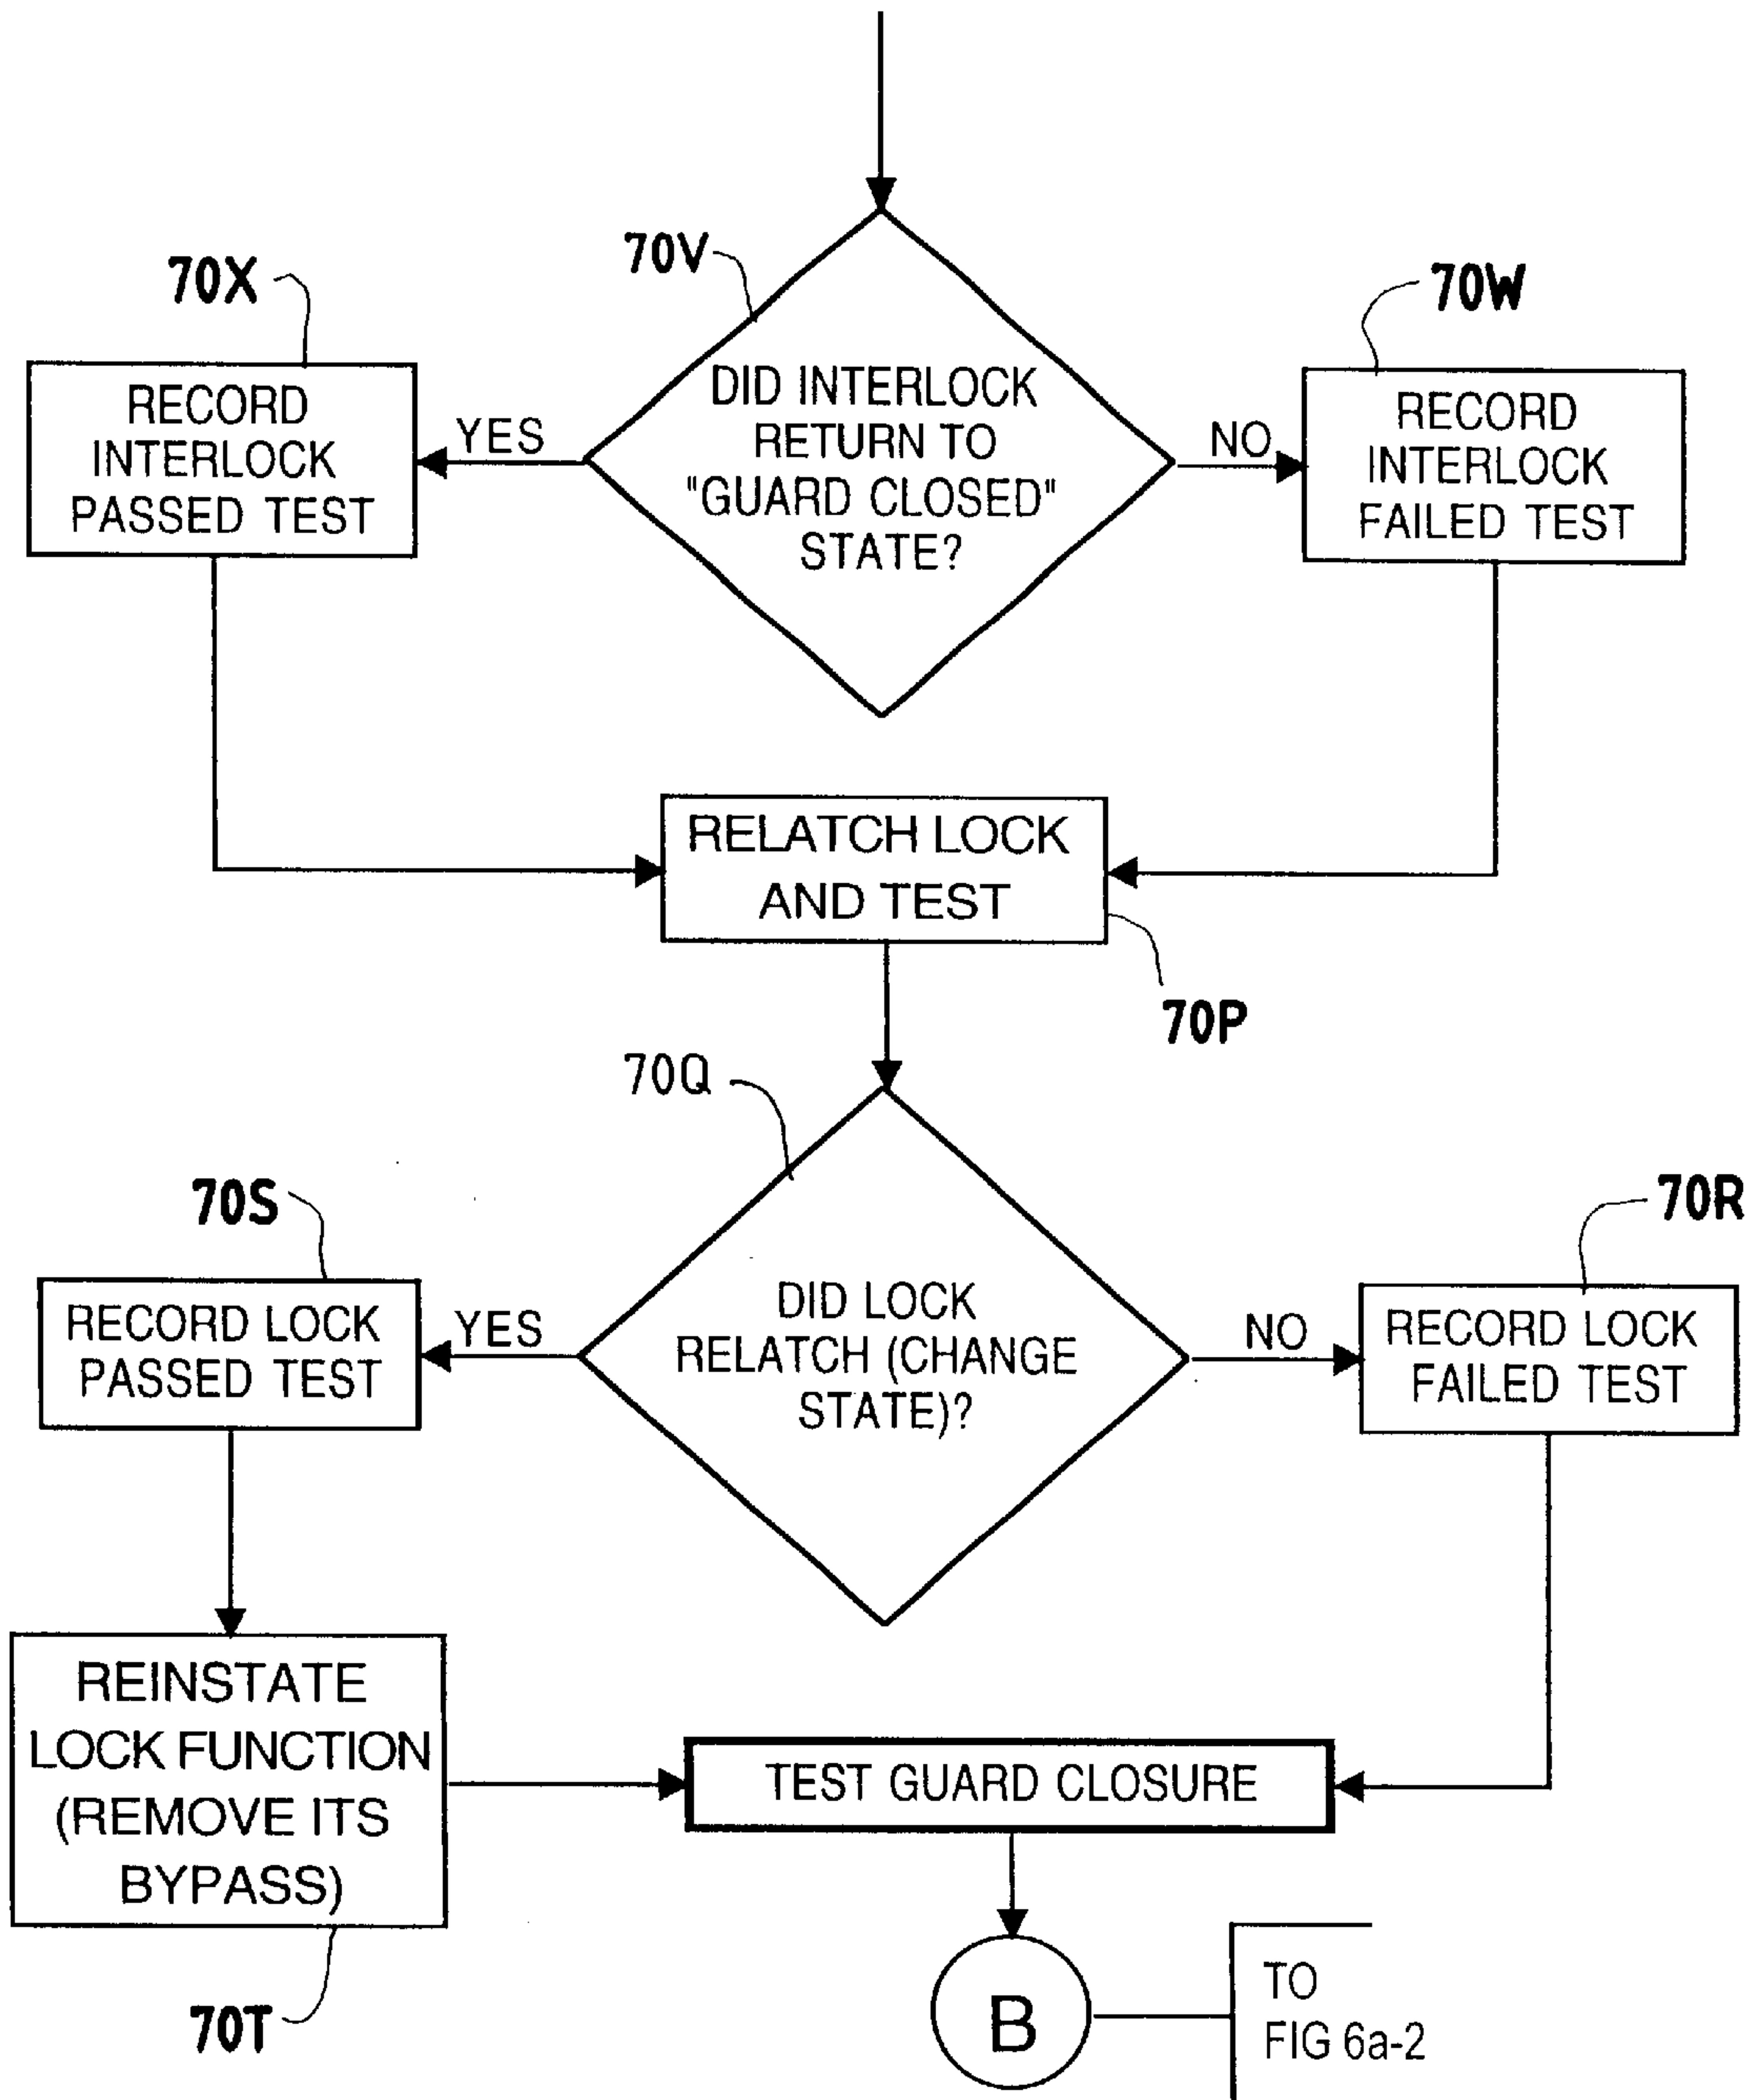 70V
70X
70W
DID INTERLOCK
RETURN TO
"GUARD CLOSED"
STATE?
YES
NO
RECORD
INTERLOCK
PASSED TEST
RECORD
INTERLOCK
FAILED TEST
RELATCH LOCK
AND TEST
70P
70Q
70S
70R
DID LOCK
RELATCH (CHANGE
STATE)?
YES
NO
RECORD LOCK
PASSED TEST
RECORD LOCK
FAILED TEST
REINSTATE
LOCK FUNCTION
(REMOVE ITS
BYPASS)
70T
TEST GUARD CLOSURE
B
TO
FIG 6a-2